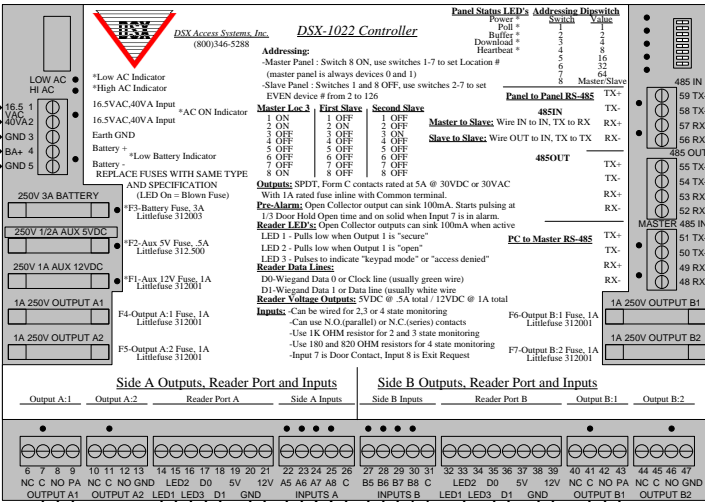 DSX
DSX Access Systems, Inc.
(800)346-5288
DSX-1022 Controller
Panel Status LED's
Power *
Poll *
Buffer *
Download *
Heartbeat *
Addressing Dipswitch
Switch Value
1 1
2 2
3 4
4 8
5 16
6 32
7 64
8 Master/Slave
LOW AC
HI AC
16.5 1
VAC
40VA2
GND 3
BA+ 4
GND 5
*Low AC Indicator
*High AC Indicator
16.5VAC,40VA Input
*AC ON Indicator
16.5VAC,40VA Input
Earth GND
Battery +
*Low Battery Indicator
Battery -
REPLACE FUSES WITH SAME TYPE
AND SPECIFICATION
(LED On = Blown Fuse)
250V 3A BATTERY
*F3-Battery Fuse, 3A
Littlefuse 312003
250V 1/2A AUX 5VDC
*F2-Aux 5V Fuse, .5A
Littlefuse 312.500
250V 1A AUX 12VDC
*F1-Aux 12V Fuse, 1A
Littlefuse 312001
1A 250V OUTPUT A1
F4-Output A:1 Fuse, 1A
Littlefuse 312001
1A 250V OUTPUT A2
F5-Output A:2 Fuse, 1A
Littlefuse 312001
Addressing:
-Master Panel : Switch 8 ON, use switches 1-7 to set Location #
(master panel is always devices 0 and 1)
-Slave Panel : Switches 1 and 8 OFF, use switches 2-7 to set
EVEN device # from 2 to 126
Master Loc 3 First Slave Second Slave
1 ON 1 OFF 1 OFF
2 ON 2 ON 2 OFF
3 OFF 3 OFF 3 ON
4 OFF 4 OFF 4 OFF
5 OFF 5 OFF 5 OFF
6 OFF 6 OFF 6 OFF
7 OFF 7 OFF 7 OFF
8 ON 8 OFF 8 OFF
Outputs: SPDT, Form C contacts rated at 5A @ 30VDC or 30VAC
With 1A rated fuse inline with Common terminal.
Pre-Alarm: Open Collector output can sink 100mA. Starts pulsing at
1/3 Door Hold Open time and on solid when Input 7 is in alarm.
Reader LED's: Open Collector outputs can sink 100mA when active
LED 1 - Pulls low when Output 1 is "secure"
LED 2 - Pulls low when Output 1 is "open"
LED 3 - Pulses to indicate "keypad mode" or "access denied"
Reader Data Lines:
D0-Wiegand Data 0 or Clock line (usually green wire)
D1-Wiegand Data 1 or Data line (usually white wire
Reader Voltage Outputs: 5VDC @ .5A total / 12VDC @ 1A total
Inputs: -Can be wired for 2,3 or 4 state monitoring
-Can use N.O.(parallel) or N.C.(series) contacts
-Use 1K OHM resistor for 2 and 3 state monitoring
-Use 180 and 820 OHM resistors for 4 state monitoring
-Input 7 is Door Contact, Input 8 is Exit Request
Panel to Panel RS-485
485IN
Master to Slave: Wire IN to IN, TX to RX
Slave to Slave: Wire OUT to IN, TX to TX
485OUT
PC to Master RS-485
TX+
TX-
RX+
RX-
TX+
TX-
RX+
RX-
TX+
TX-
RX+
RX-
485 IN
59 TX+
58 TX-
57 RX+
56 RX-
485 OUT
55 TX+
54 TX-
53 RX+
52 RX-
MASTER 485 IN
51 TX+
50 TX-
49 RX+
48 RX-
F6-Output B:1 Fuse, 1A
Littlefuse 312001
1A 250V OUTPUT B1
F7-Output B:2 Fuse, 1A
Littlefuse 312001
1A 250V OUTPUT B2
Side A Outputs, Reader Port and Inputs
Side B Outputs, Reader Port and Inputs
Output A:1 Output A:2 Reader Port A Side A Inputs Side B Inputs Reader Port B Output B:1 Output B:2
6 7 8 9 10 11 12 13 14 15 16 17 18 19 20 21 22 23 24 25 26 27 28 29 30 31 32 33 34 35 36 37 38 39 40 41 42 43 44 45 46 47
NC C NO PA NC C NO GND LED2 D0 5V 12V A5 A6 A7 A8 C B5 B6 B7 B8 C LED2 D0 5V 12V NC C NO PA NC C NO GND
OUTPUT A1 OUTPUT A2 LED1 LED3 D1 GND INPUTS A INPUTS B LED1 LED3 D1 GND OUTPUT B1 OUTPUT B2